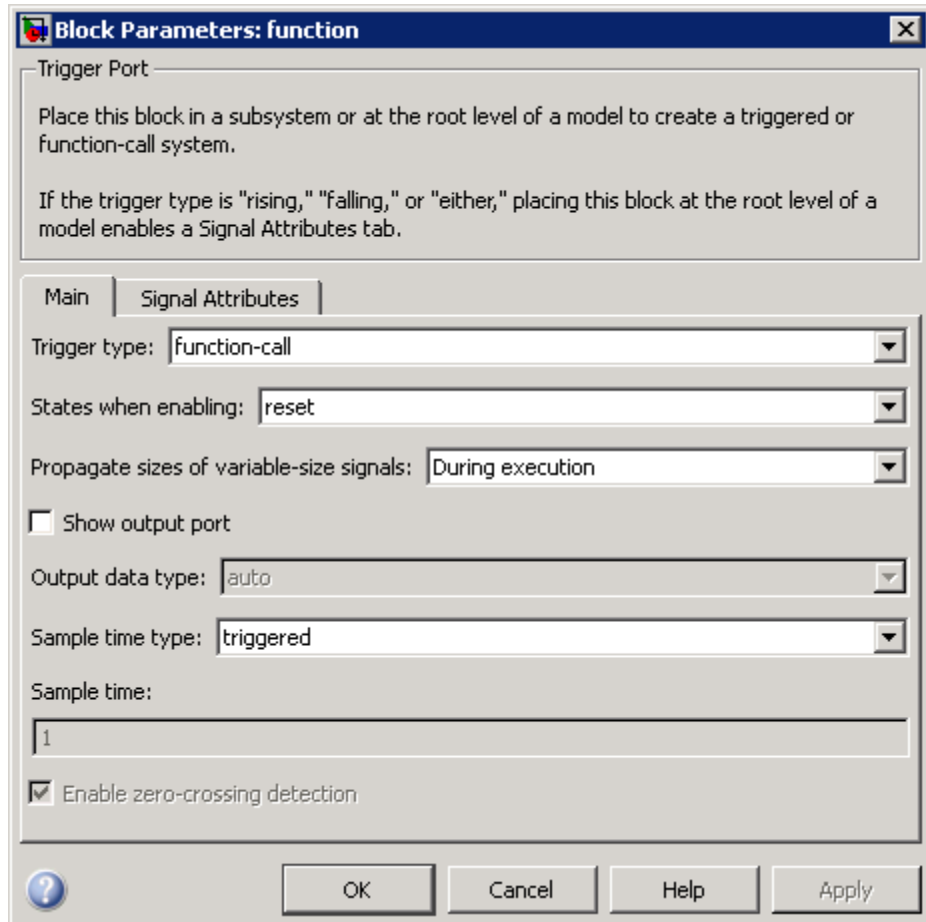 Block Parameters: function
Trigger Port
Place this block in a subsystem or at the root level of a model to create a triggered or
function-call system.
If the trigger type is "rising," "falling," or "either," placing this block at the root level of a
model enables a Signal Attributes tab.
Main Signal Attributes
Trigger type: function-call
States when enabling: reset
Propagate sizes of variable-size signals: During execution
Show output port
Output data type: auto
Sample time type: triggered
Sample time:
1
Enable zero-crossing detection
? OK Cancel Help Apply